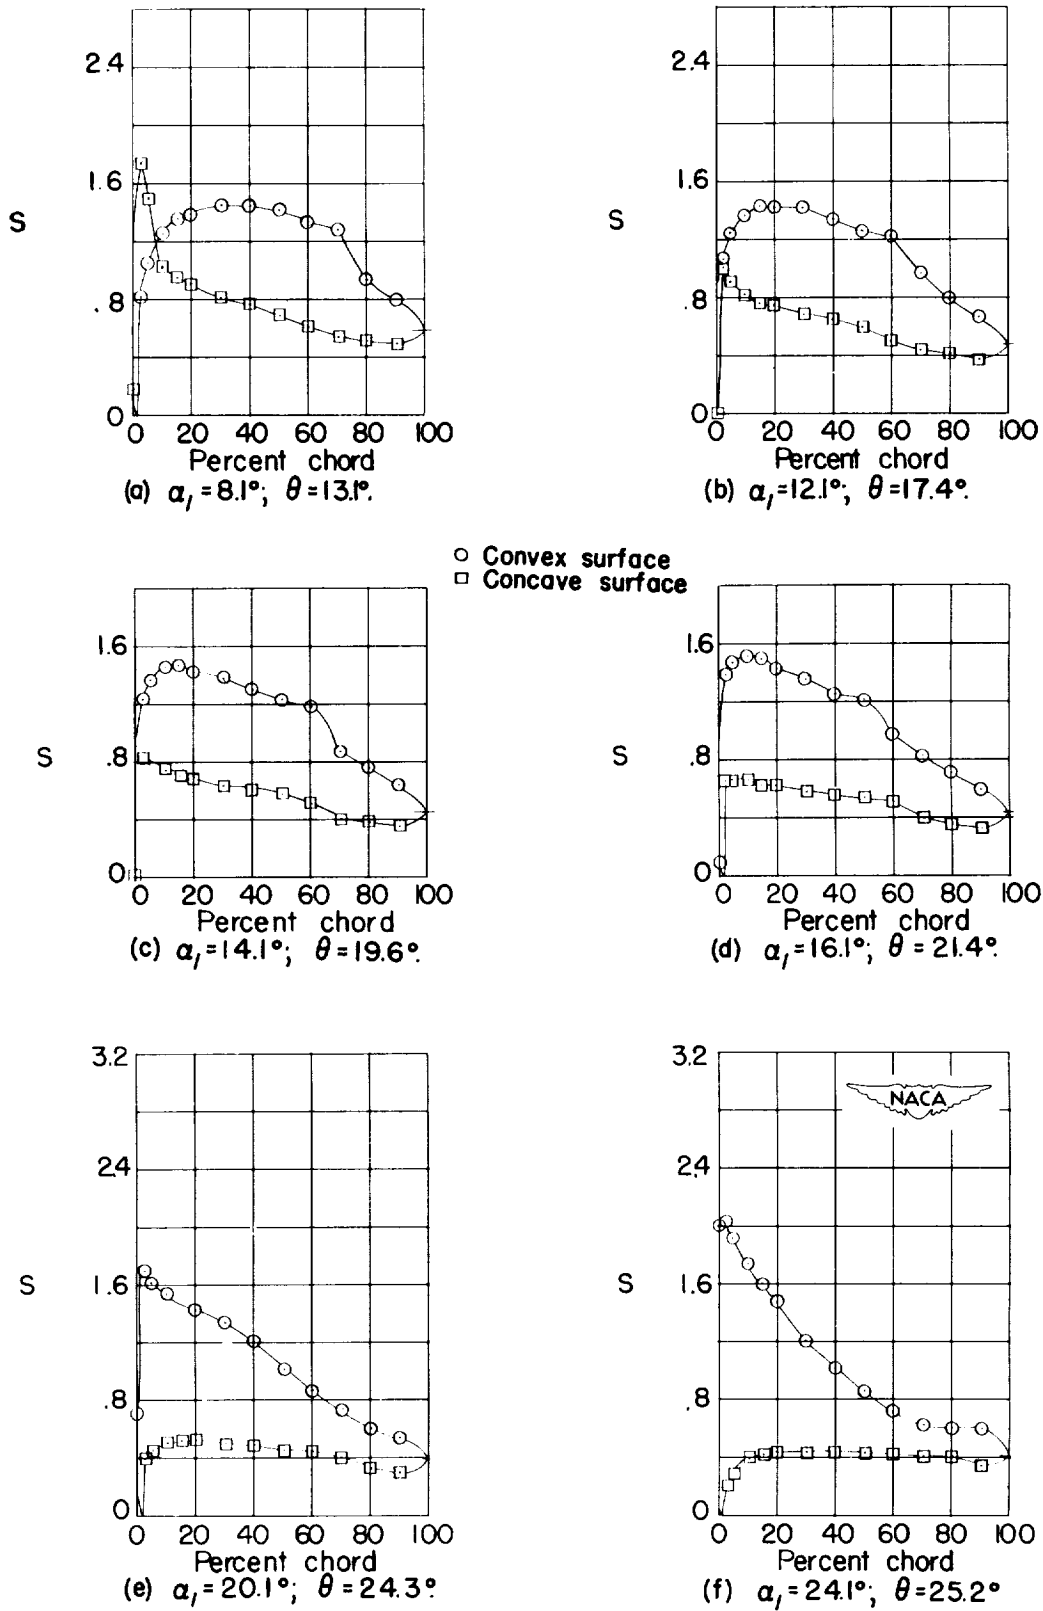 2.4
1.6
S
.8
0
0 20 40 60 80 100
Percent chord
(a) α₁=8.1°; θ=13.1°.
2.4
1.6
S
.8
0
0 20 40 60 80 100
Percent chord
(b) α₁=12.1°; θ=17.4°.
Convex surface
Concave surface
1.6
S
.8
0
0 20 40 60 80 100
Percent chord
(c) α₁=14.1°; θ=19.6°.
1.6
S
.8
0
0 20 40 60 80 100
Percent chord
(d) α₁=16.1°; θ=21.4°.
3.2
2.4
1.6
S
.8
0
0 20 40 60 80 100
Percent chord
(e) α₁=20.1°; θ=24.3°.
3.2
NACA
2.4
1.6
S
.8
0
0 20 40 60 80 100
Percent chord
(f) α₁=24.1°; θ=25.2°